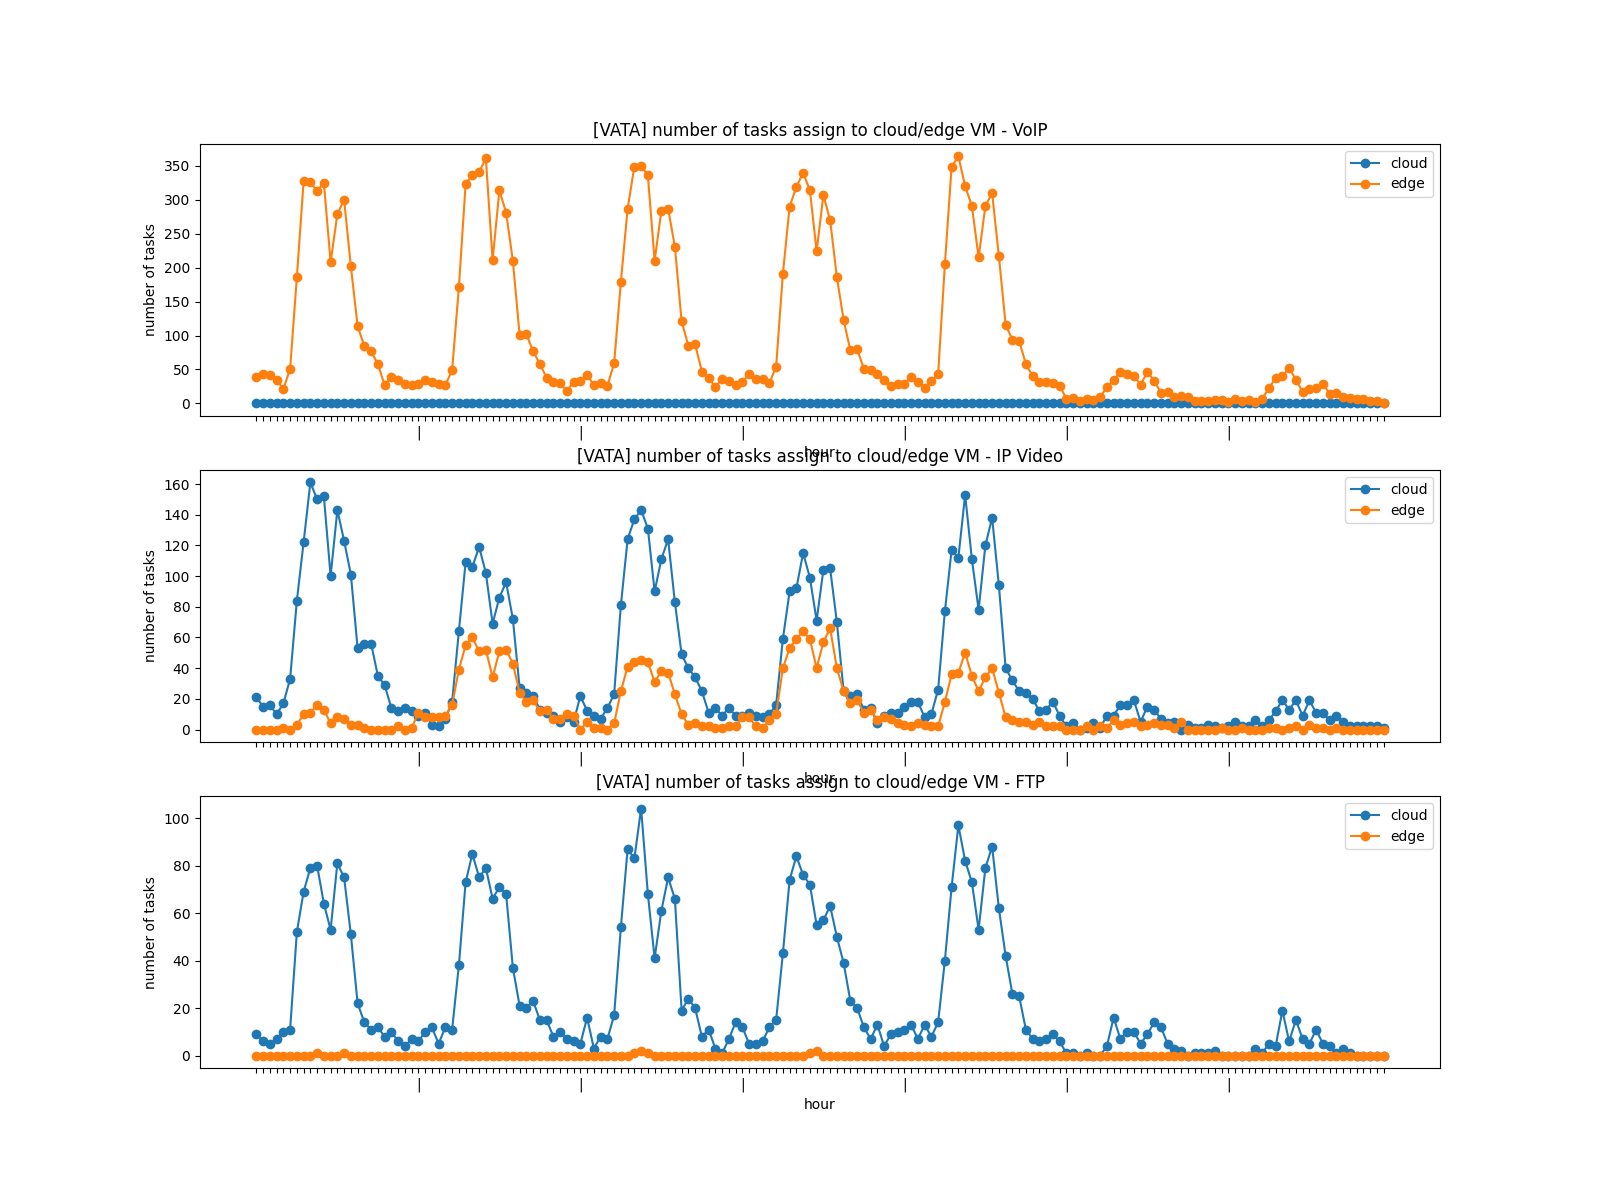 [VATA] number of tasks assign to cloud/edge VM - VoIP
number of tasks
350
300
250
200
150
100
50
0
cloud
edge
|
|
|
|
|
|
hour
[VATA] number of tasks assign to cloud/edge VM - IP Video
number of tasks
160
140
120
100
80
60
40
20
0
cloud
edge
|
|
|
|
|
|
hour
[VATA] number of tasks assign to cloud/edge VM - FTP
number of tasks
100
80
60
40
20
0
cloud
edge
|
|
|
|
|
|
hour